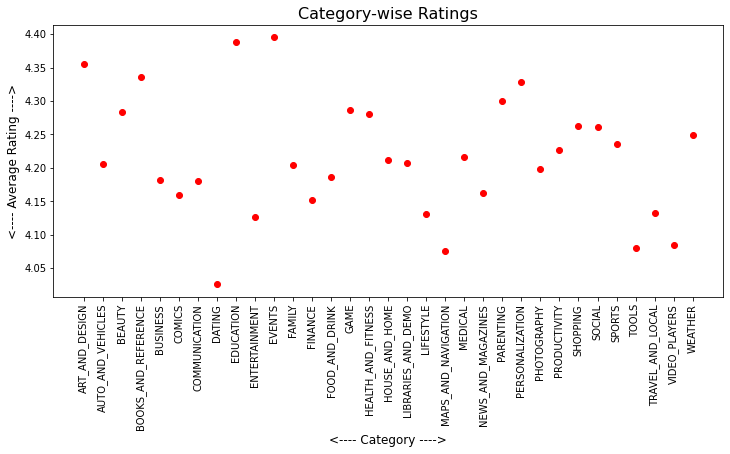 Category-wise Ratings
<---- Average Rating ---->
4.40
4.35
4.30
4.25
4.20
4.15
4.10
4.05
ART_AND_DESIGN
AUTO_AND_VEHICLES
BEAUTY
BOOKS_AND_REFERENCE
BUSINESS
COMICS
COMMUNICATION
DATING
EDUCATION
ENTERTAINMENT
EVENTS
FAMILY
FINANCE
FOOD_AND_DRINK
GAME
HEALTH_AND_FITNESS
HOUSE_AND_HOME
LIBRARIES_AND_DEMO
LIFESTYLE
MAPS_AND_NAVIGATION
MEDICAL
NEWS_AND_MAGAZINES
PARENTING
PERSONALIZATION
PHOTOGRAPHY
PRODUCTIVITY
SHOPPING
SOCIAL
SPORTS
TOOLS
TRAVEL_AND_LOCAL
VIDEO_PLAYERS
WEATHER
<---- Category ---->